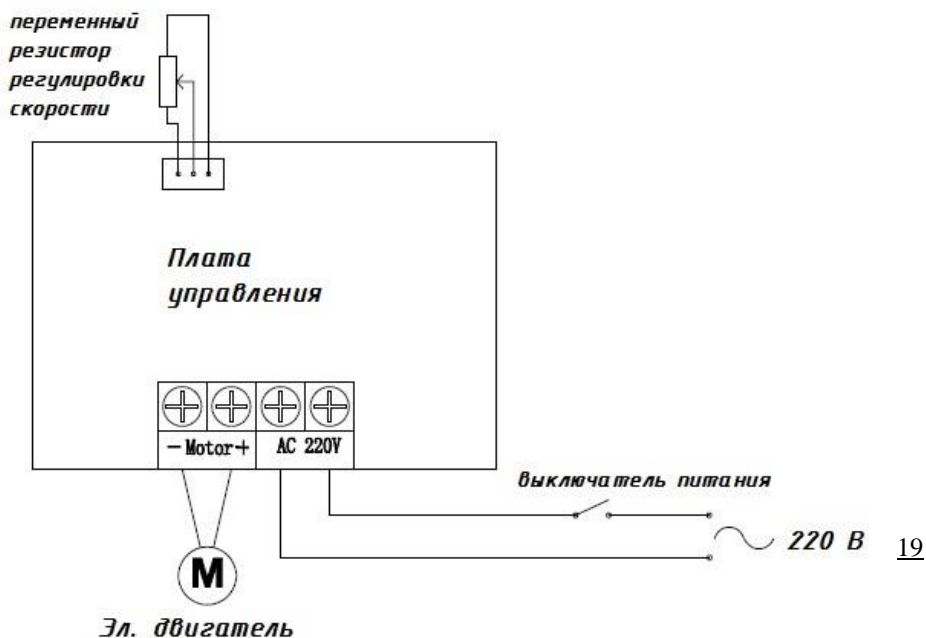 переменный
резистор
регулировки
скорости
Плата
управления
– Motor+ AC 220V
выключатель питания
220 В 19
M
Эл. двигатель